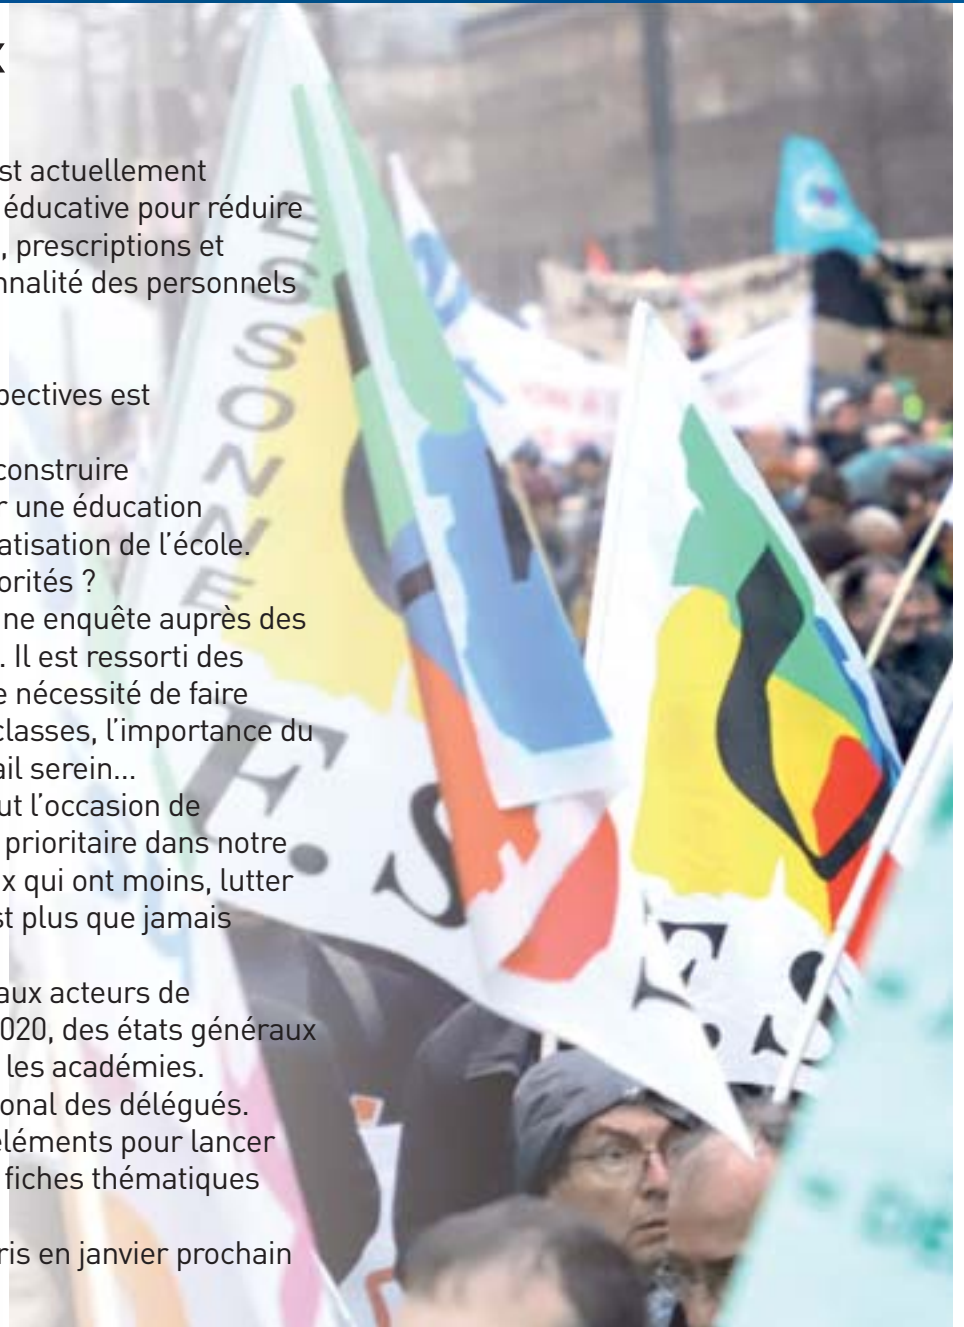 x
st actuellement
éducative pour réduire
, prescriptions et
nnalité des personnels
pectives est
construire
r une éducation
atisation de l’école.
orités ?
ne enquête auprès des
. Il est ressorti des
e nécessité de faire
classes, l’importance du
ail serein…
ut l’occasion de
prioritaire dans notre
x qui ont moins, lutter
st plus que jamais
aux acteurs de
020, des états généraux
les académies.
onal des délégués.
éléments pour lancer
fiches thématiques
ris en janvier prochain
ESSONNE
F.S
E.S